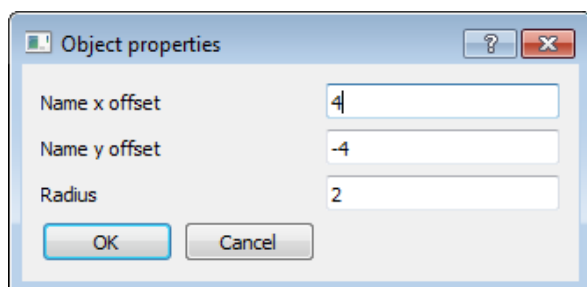 Object properties
Name x offset 4
Name y offset -4
Radius 2
OK Cancel